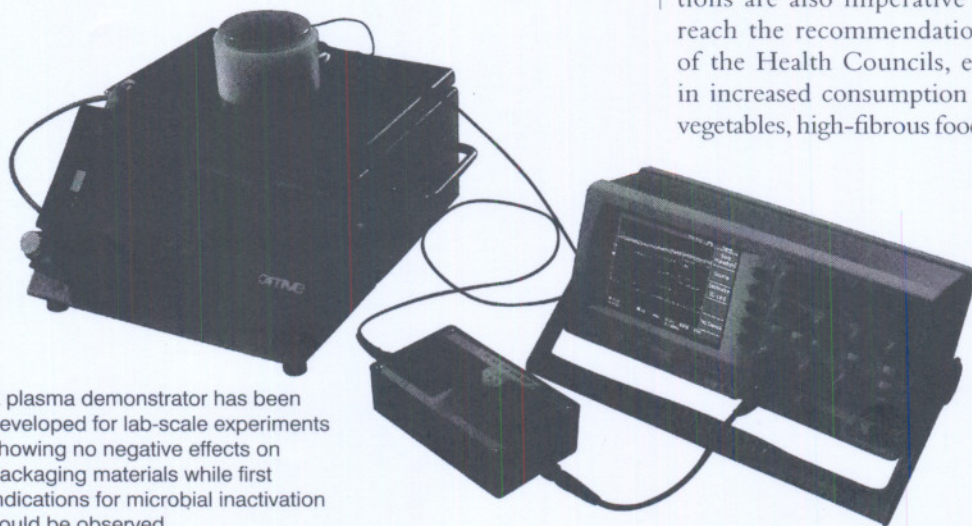 tions are also imperative
reach the recommendation
of the Health Councils, e
in increased consumption
vegetables, high-fibrous foo
plasma demonstrator has been
eveloped for lab-scale experiments
howing no negative effects on
ackaging materials while first
ndications for microbial inactivation
ould be observed